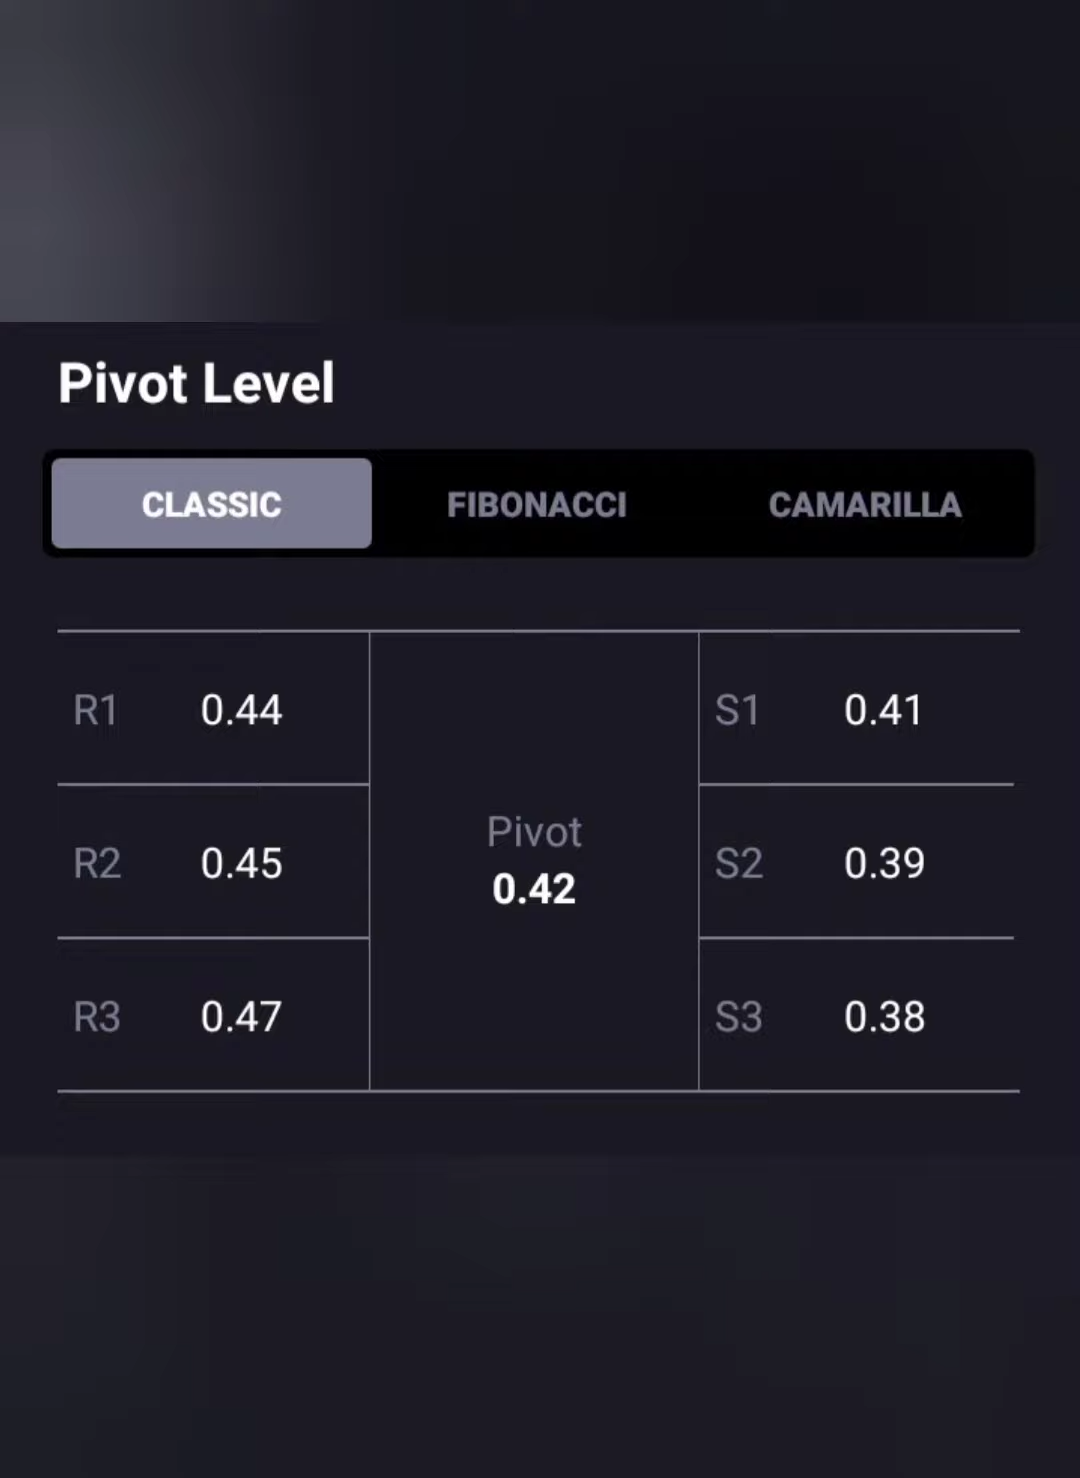 Pivot Level
CLASSIC FIBONACCI CAMARILLA
R1 0.44 S1 0.41
Pivot
R2 0.45 S2 0.39
0.42
R3 0.47 S3 0.38